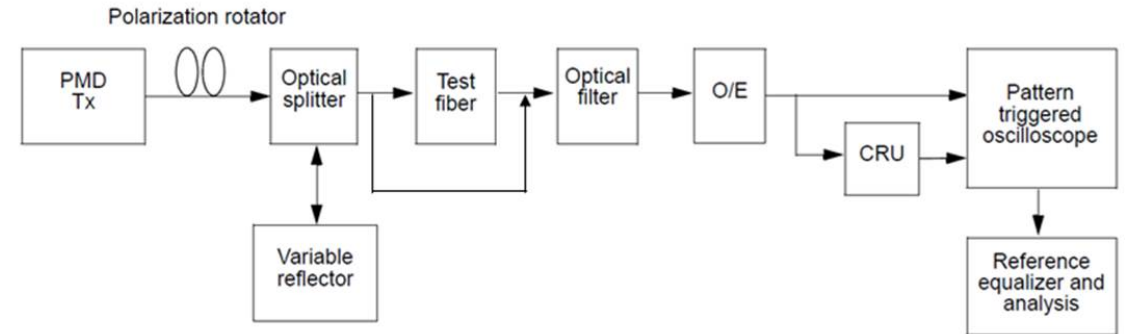 Polarization rotator
PMD
Tx
Optical
splitter
Test
fiber
Optical
filter
O/E
CRU
Pattern
triggered
oscilloscope
Variable
reflector
Reference
equalizer and
analysis